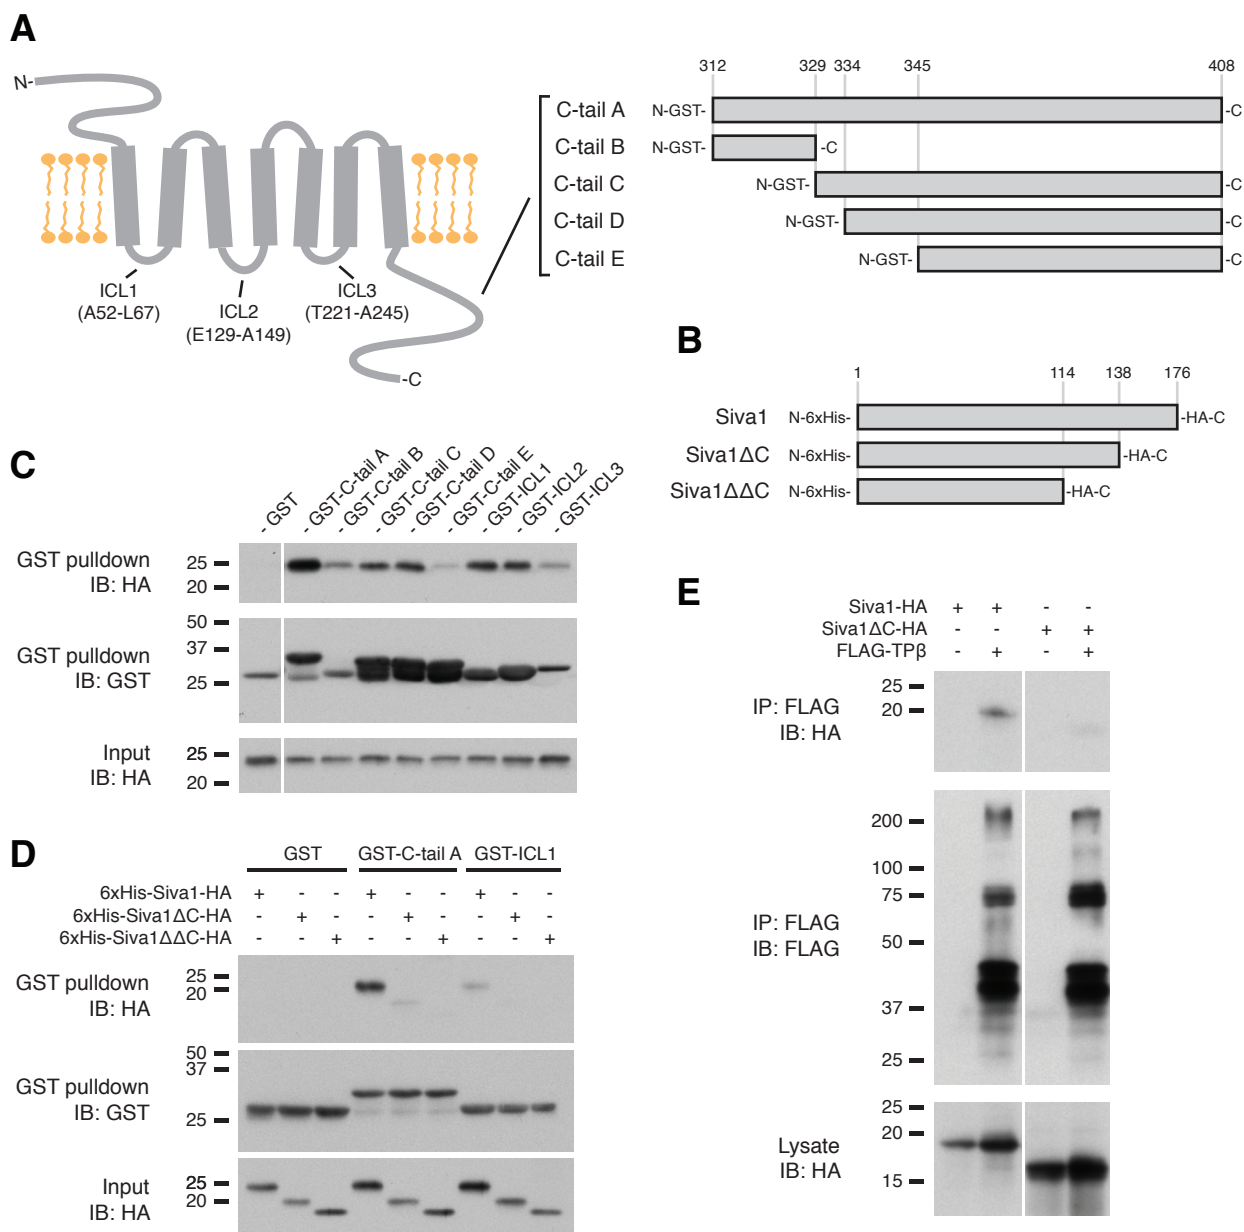 A
N-
ICL1
(A52-L67)
ICL2
(E129-A149)
ICL3
(T221-A245)
-C
312 329 334 345 408
C-tail A N-GST- -C
C-tail B N-GST- -C
C-tail C N-GST- -C
C-tail D N-GST- -C
C-tail E N-GST- -C
B
1 114 138 176
Siva1 N-6xHis- -HA-C
Siva1ΔC N-6xHis- -HA-C
Siva1ΔΔC N-6xHis- -HA-C
C
- GST
- GST-C-tail A
- GST-C-tail B
- GST-C-tail C
- GST-C-tail D
- GST-C-tail E
- GST-ICL1
- GST-ICL2
- GST-ICL3
GST pulldown
IB: HA
25
20
GST pulldown
IB: GST
50
37
25
Input
IB: HA
25
20
D
GST GST-C-tail A GST-ICL1
6xHis-Siva1-HA + - - + - - + - -
6xHis-Siva1ΔC-HA - + - - + - - + -
6xHis-Siva1ΔΔC-HA - - + - - + - - +
GST pulldown
IB: HA
25
20
GST pulldown
IB: GST
50
37
25
Input
IB: HA
25
20
E
Siva1-HA + + - -
Siva1ΔC-HA - - + +
FLAG-TPβ - + - +
IP: FLAG
IB: HA
25
20
IP: FLAG
IB: FLAG
200
100
75
50
37
25
Lysate
IB: HA
25
20
15